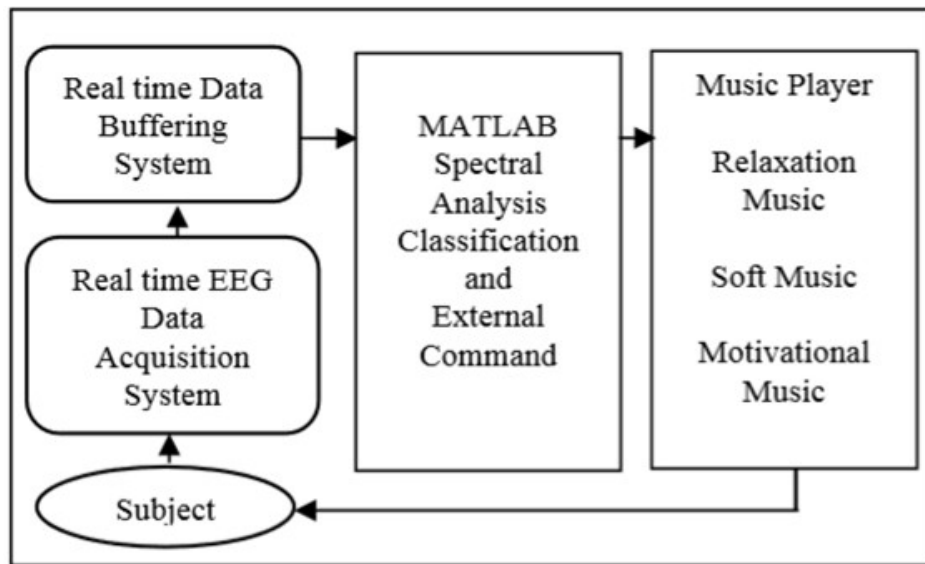 Real time Data
Buffering
System
Real time EEG
Data
Acquisition
System
Subject
MATLAB
Spectral
Analysis
Classification
and
External
Command
Music Player
Relaxation
Music
Soft Music
Motivational
Music